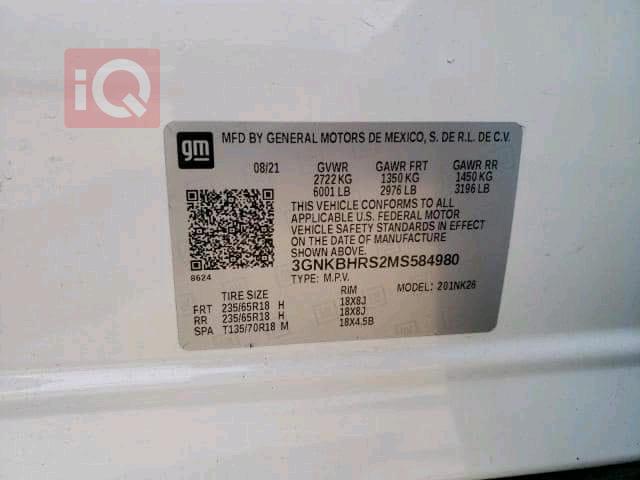 iQ
gm
MFD BY GENERAL MOTORS DE MEXICO, S. DE R.L. DE C.V.
08/21 GVWR GAWR FRT GAWR RR
2722 KG 1350 KG 1450 KG
6001 LB 2976 LB 3196 LB
THIS VEHICLE CONFORMS TO ALL
APPLICABLE U.S. FEDERAL MOTOR
VEHICLE SAFETY STANDARDS IN EFFECT
ON THE DATE OF MANUFACTURE
SHOWN ABOVE
3GNKBHRS2MS584980
8624
TYPE: M.P.V. MODEL: 201NK26
TIRE SIZE RIM
FRT 235/65R18 H 18X8J
RR 235/65R18 H 18X8J
SPA T135/70R18 M 18X4.5B